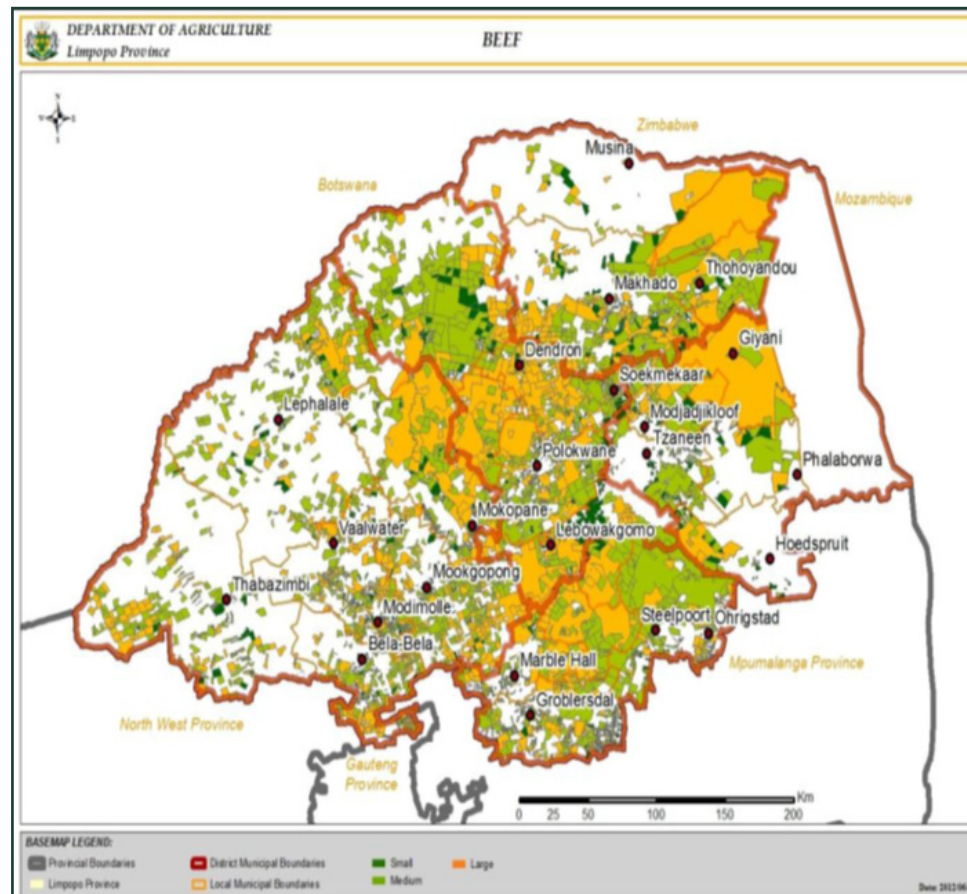 DEPARTMENT OF AGRICULTURE
Limpopo Province
BEEF
N
Zimbabwe
Musina
Botswana
Mozambique
Thohoyandou
Makhado
Giyani
Dendron
Soekmekaar
Lephalale
Modjadjikloof
Tzaneen
Polokwane
Phalaborwa
Mokopane
Lebowakgomo
Vaalwater
Hoedspruit
Thabazimbi
Mookgopong
Modimolle
Steelpoort
Ohrigstad
Bela-Bela
Marble Hall
Mpumalanga Province
Groblersdal
North West Province
Gauteng
Province
Km
0 25 50 100 150 200
BASEMAP LEGEND:
Provincial Boundaries
District Municipal Boundaries
Small
Large
Limpopo Province
Local Municipal Boundaries
Medium